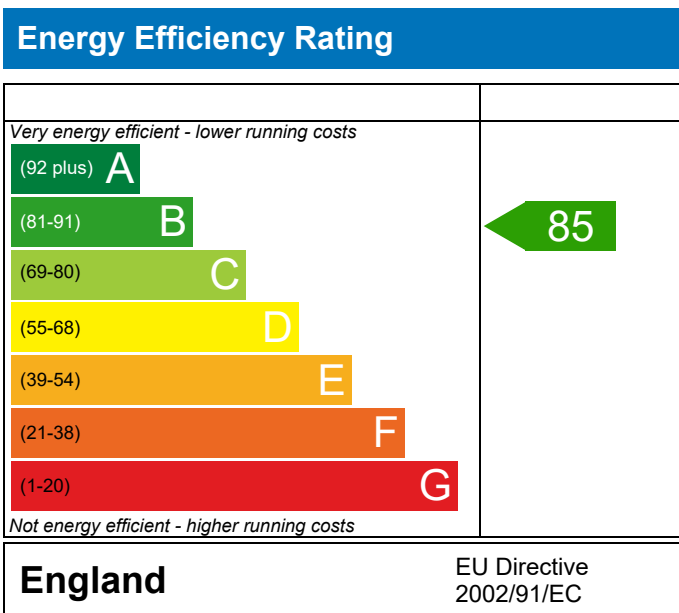 Energy Efficiency Rating
Very energy efficient - lower running costs
(92 plus) A
(81-91) B
85
(69-80) C
(55-68) D
(39-54) E
(21-38) F
(1-20) G
Not energy efficient - higher running costs
England
EU Directive
2002/91/EC